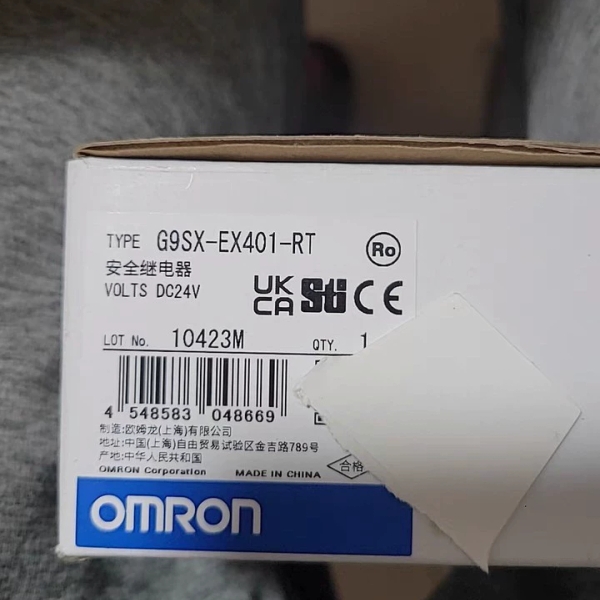 TYPE G9SX-EX401-RT
Ro
安全继电器
VOLTS DC24V
UK
CA
Sti CE
LOT No. 10423M QTY. 1
4 548583 048669
制造:欧姆龙(上海)有限公司
地址:中国(上海)自由贸易试验区金吉路789号
产地:中华人民共和国
合格
OMRON Corporation MADE IN CHINA
OMRON